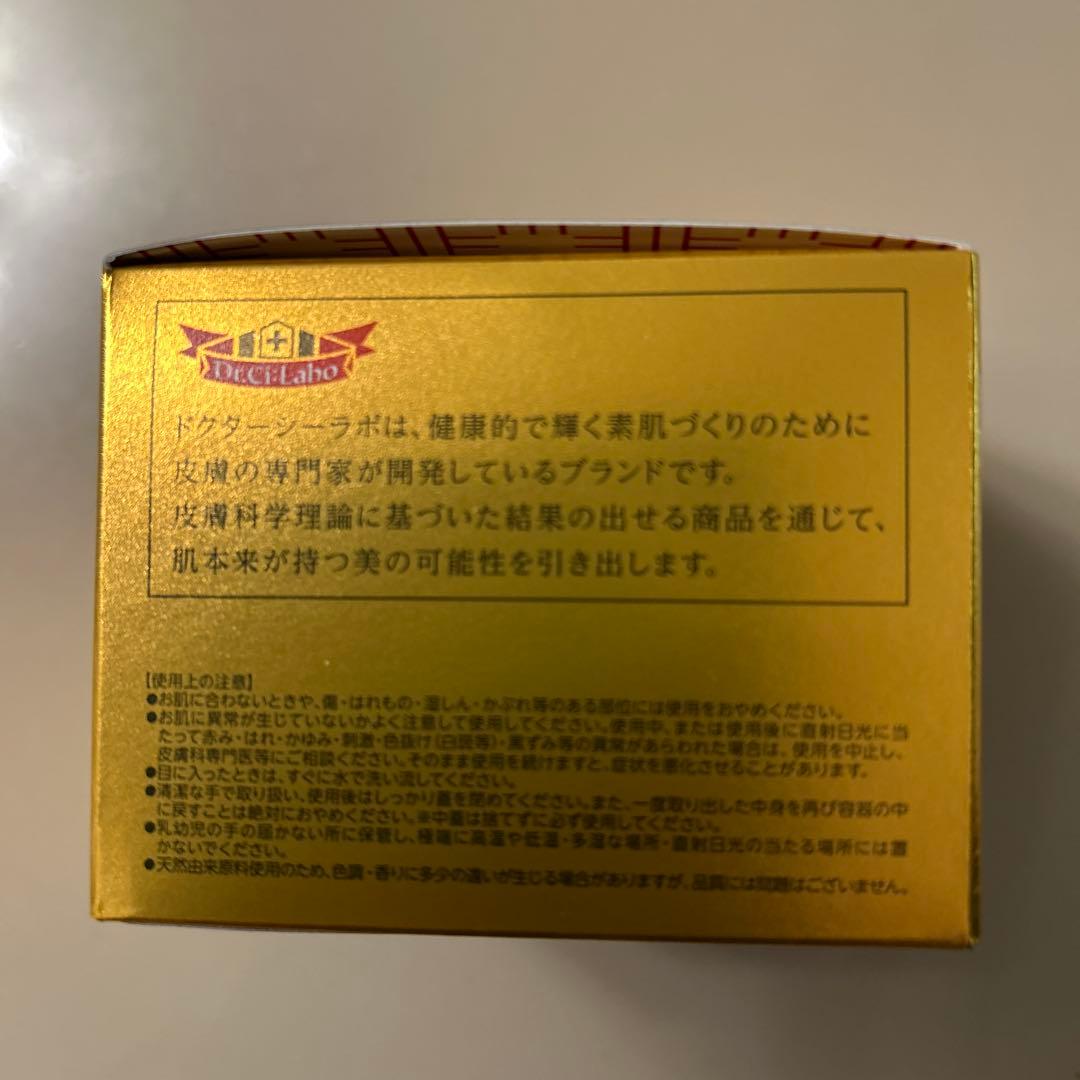 Dr.Ci:Labo
ドクターシーラボは、健康的で輝く素肌づくりのために
皮膚の専門家が開発しているブランドです。
皮膚科学理論に基づいた結果の出せる商品を通じて、
肌本来が持つ美の可能性を引き出します。
【使用上の注意】
●お肌に合わないときや、傷・はれもの・湿しん・かぶれ等のある部位には使用をおやめください。
●お肌に異常が生じていないかよく注意して使用してください。使用中、または使用後に直射日光に当
たって赤み・はれ・かゆみ・刺激・色抜け(白斑等)・黒ずみ等の異常があらわれた場合は、使用を中止し、
皮膚科専門医等にご相談ください。そのまま使用を続けますと、症状を悪化させることがあります。
●目に入ったときは、すぐに水で洗い流してください。
●清潔な手で取り扱い、使用後はしっかり蓋を閉めてください。また、一度取り出した中身を再び容器の中
に戻すことは絶対におやめください。※中蓋は捨てずに必ず使用してください。
●乳幼児の手の届かない所に保管し、極端に高温や低温・多湿な場所・直射日光の当たる場所には置
かないでください。
●天然由来原料使用のため、色調・香りに多少の違いが生じる場合がありますが、品質には問題はございません。